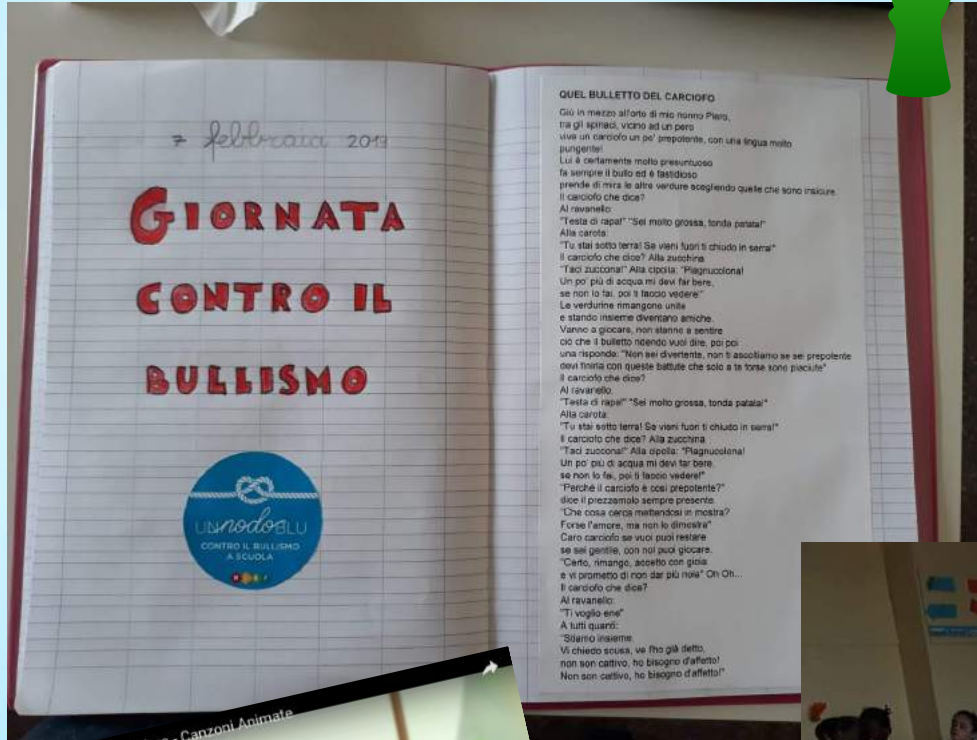 7 febbraio 2019
GIORNATA
CONTRO IL
BULLISMO
UNnodoBLU
CONTRO IL BULLISMO
A SCUOLA
QUEL BULLETTO DEL CARCIOFO
Giù in mezzo all'orto di mio nonno Piero,
tra gli spinaci, vicino ad un pero
vive un carciofo un po' prepotente, con una lingua molto
pungente!
Lui è certamente molto presuntuoso
fa sempre il bullo ed è fastidioso
prende di mira le altre verdure scegliendo quelle che sono insicure.
Il carciofo che dice?
Al ravanello:
"Testa di rapa!" "Sei molto grossa, tonda patata!"
Alla carota:
"Tu stai sotto terra! Se vieni fuori ti chiudo in serra!"
Il carciofo che dice? Alla zucchina
"Taci zuccona!" Alla cipolla: "Piagnucolona!
Un po' più di acqua mi devi far bere,
se non lo fai, poi ti faccio vedere!"
Le verdurine rimangono unite
e stando insieme diventano amiche.
Vanno a giocare, non stanno a sentire
ciò che il bulletto ridendo vuol dire, poi poi
una risponde: "Non sei divertente, non ti ascoltiamo se sei prepotente
devi finirla con queste battute che solo a te forse sono piaciute"
Il carciofo che dice?
Al ravanello:
"Testa di rapa!" "Sei molto grossa, tonda patata!"
Alla carota:
"Tu stai sotto terra! Se vieni fuori ti chiudo in serra!"
Il carciofo che dice? Alla zucchina
"Taci zuccona!" Alla cipolla: "Piagnucolona!
Un po' più di acqua mi devi far bere,
se non lo fai, poi ti faccio vedere!"
"Perché il carciofo è così prepotente?"
dice il prezzemolo sempre presente.
"Che cosa cerca mettendosi in mostra?
Forse l'amore, ma non lo dimostra"
Caro carciofo se vuoi puoi restare
se sei gentile, con noi puoi giocare.
"Certo, rimango, accetto con gioia
e vi prometto di non dar più noia" Oh Oh...
Il carciofo che dice?
Al ravanello:
"Ti voglio ene"
A tutti quanti:
"Stiamo insieme.
Vi chiedo scusa, ve l'ho già detto,
non son cattivo, ho bisogno d'affetto!
Non son cattivo, ho bisogno d'affetto!"
- Canzoni Animate